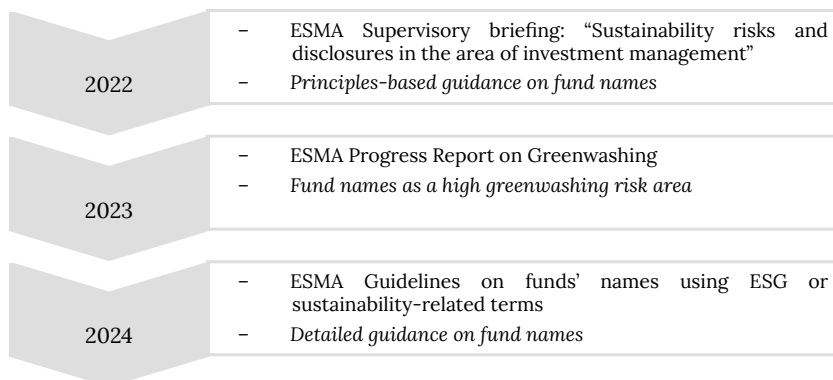 2022
– ESMA Supervisory briefing: “Sustainability risks and
disclosures in the area of investment management”
– Principles-based guidance on fund names
2023
– ESMA Progress Report on Greenwashing
– Fund names as a high greenwashing risk area
2024
– ESMA Guidelines on funds’ names using ESG or
sustainability-related terms
– Detailed guidance on fund names